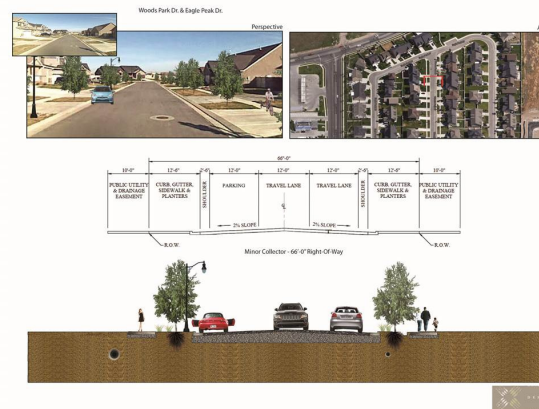 Woods Park Dr. & Eagle Peak Dr.
Perspective
A
66'-0"
10'-0" 12'-6" 2'-6" 12'-0" 12'-0" 12'-0" 2'-6" 12'-6" 10'-0"
PUBLIC UTILITY & DRAINAGE EASEMENT
CURB, GUTTER, SIDEWALK & PLANTERS
SHOULDER
PARKING
TRAVEL LANE
TRAVEL LANE
SHOULDER
CURB, GUTTER, SIDEWALK & PLANTERS
PUBLIC UTILITY & DRAINAGE EASEMENT
2% SLOPE
2% SLOPE
R.O.W.
R.O.W.
Minor Collector - 66'-0" Right-Of-Way